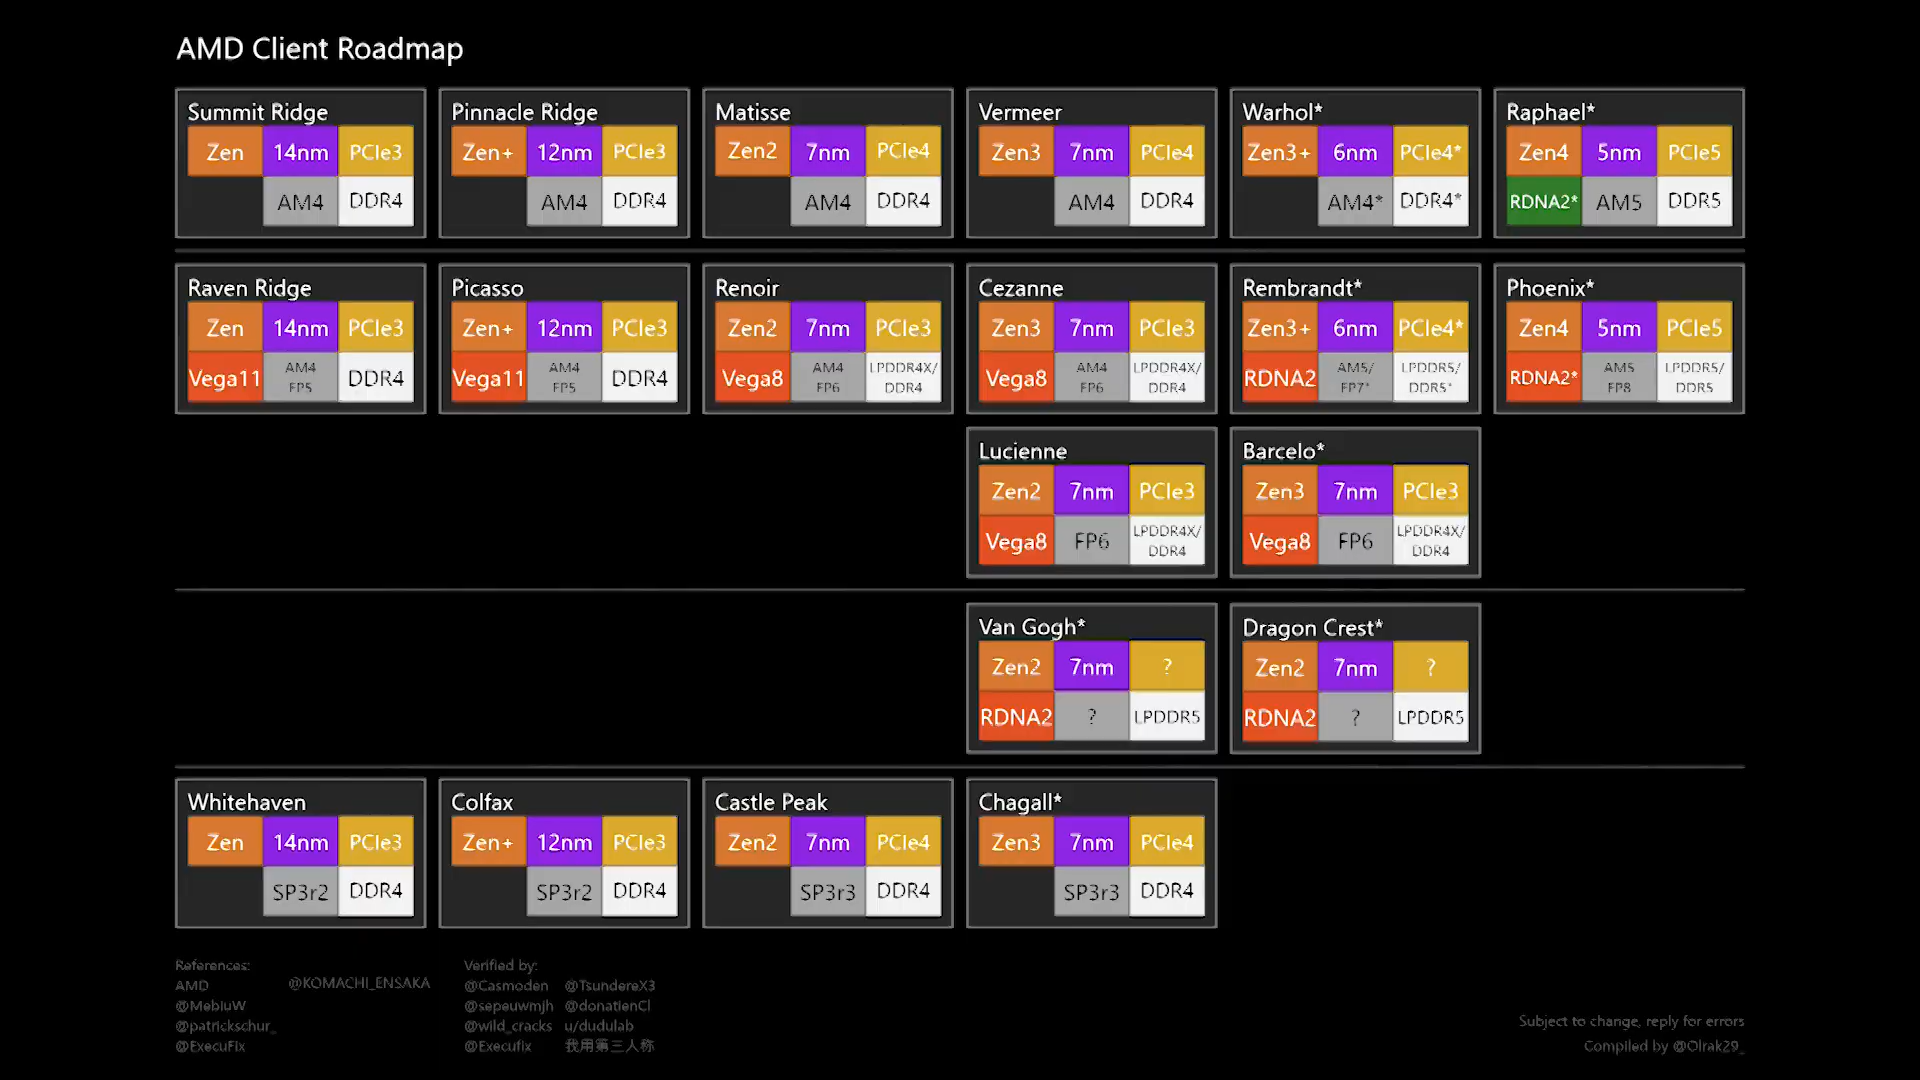 AMD Client Roadmap
Summit Ridge
Zen 14nm PCIe3
AM4 DDR4
Pinnacle Ridge
Zen+ 12nm PCIe3
AM4 DDR4
Matisse
Zen2 7nm PCIe4
AM4 DDR4
Vermeer
Zen3 7nm PCIe4
AM4 DDR4
Warhol*
Zen3+ 6nm PCIe4*
AM4* DDR4*
Raphael*
Zen4 5nm PCIe5
RDNA2* AM5 DDR5
Raven Ridge
Zen 14nm PCIe3
Vega11 AM4 FP5 DDR4
Picasso
Zen+ 12nm PCIe3
Vega11 AM4 FP5 DDR4
Renoir
Zen2 7nm PCIe3
Vega8 AM4 FP6 LPDDR4X/ DDR4
Cezanne
Zen3 7nm PCIe3
Vega8 AM4 FP6 LPDDR4X/ DDR4
Rembrandt*
Zen3+ 6nm PCIe4*
RDNA2 AM5/ FP7* LPDDR5/ DDR5*
Phoenix*
Zen4 5nm PCIe5
RDNA2* AM5 FP8 LPDDR5/ DDR5
Lucienne
Zen2 7nm PCIe3
Vega8 FP6 LPDDR4X/ DDR4
Barcelo*
Zen3 7nm PCIe3
Vega8 FP6 LPDDR4X/ DDR4
Van Gogh*
Zen2 7nm ?
RDNA2 ? LPDDR5
Dragon Crest*
Zen2 7nm ?
RDNA2 ? LPDDR5
Whitehaven
Zen 14nm PCIe3
SP3r2 DDR4
Colfax
Zen+ 12nm PCIe3
SP3r2 DDR4
Castle Peak
Zen2 7nm PCIe4
SP3r3 DDR4
Chagall*
Zen3 7nm PCIe4
SP3r3 DDR4
References:
AMD @KOMACHI_ENSAKA
@MebiuW
@patrickschur_
@ExecuFix
Verified by:
@Casmoden @TsundereX3
@sepeuwmjh @donatienCl
@wild_cracks u/dudulab
@Execufix 我用第三人称
Subject to change, reply for errors
Compiled by @Olrak29_